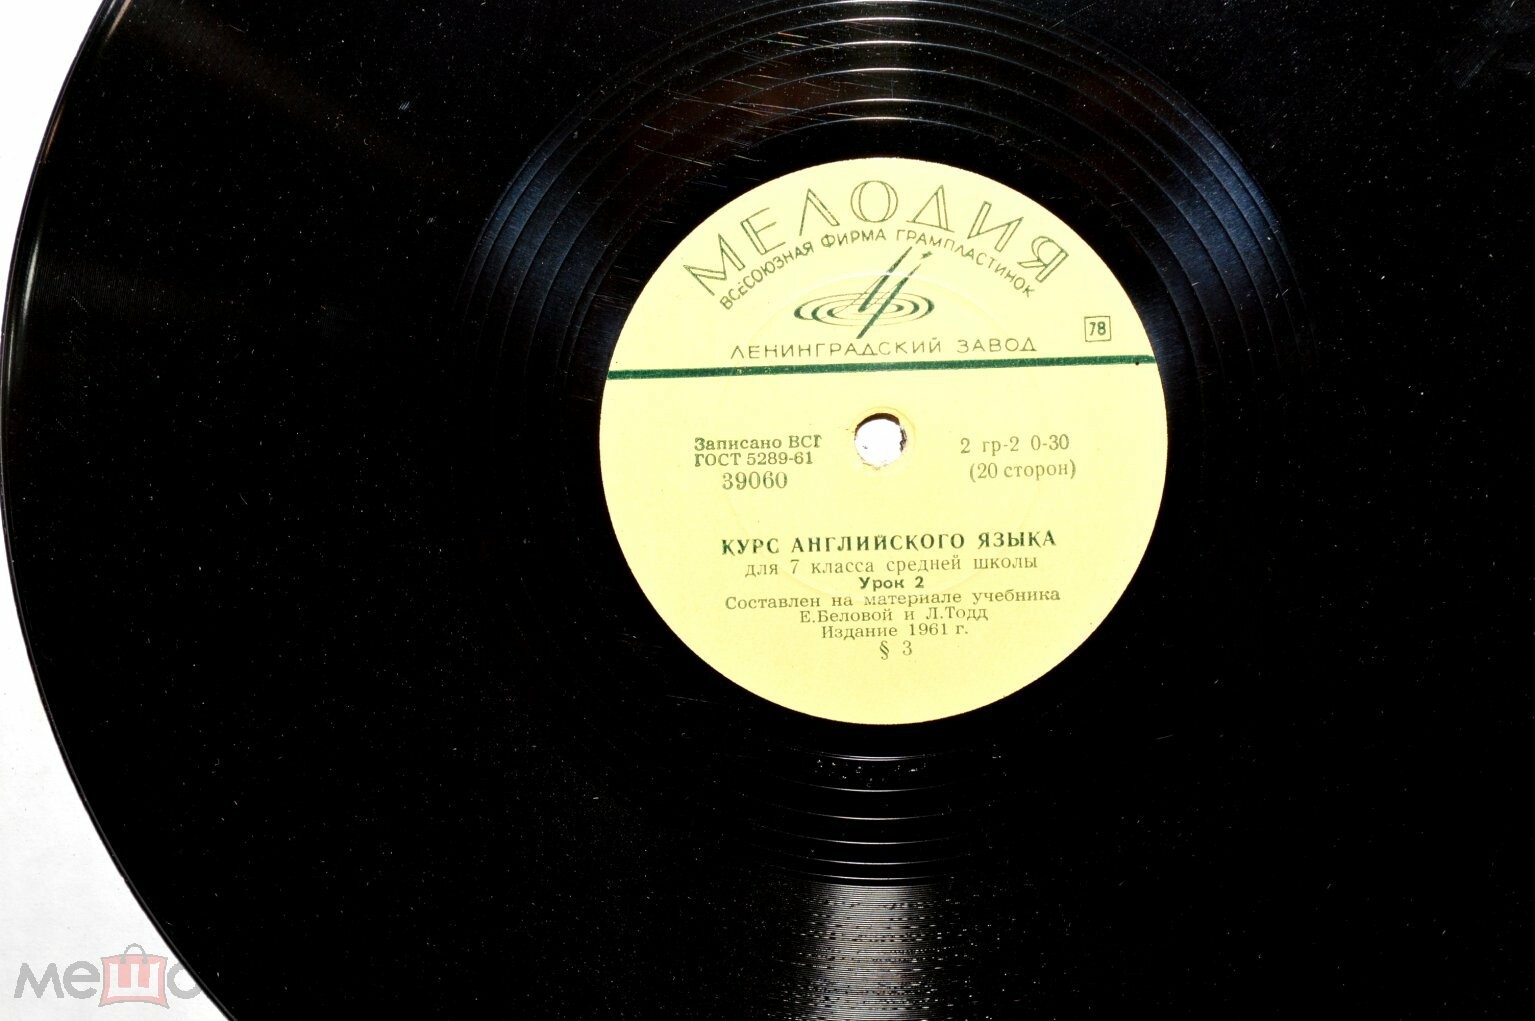 МЕЛОДИЯ
ВСЕСОЮЗНАЯ ФИРМА ГРАМПЛАСТИНОК
ЛЕНИНГРАДСКИЙ ЗАВОД
78
Записано ВСГ
ГОСТ 5289-61
39060
2 гр-2 0-30
(20 сторон)
КУРС АНГЛИЙСКОГО ЯЗЫКА
для 7 класса средней школы
Урок 2
Составлен на материале учебника
Е.Беловой и Л.Тодд
Издание 1961 г.
§ 3
мешо